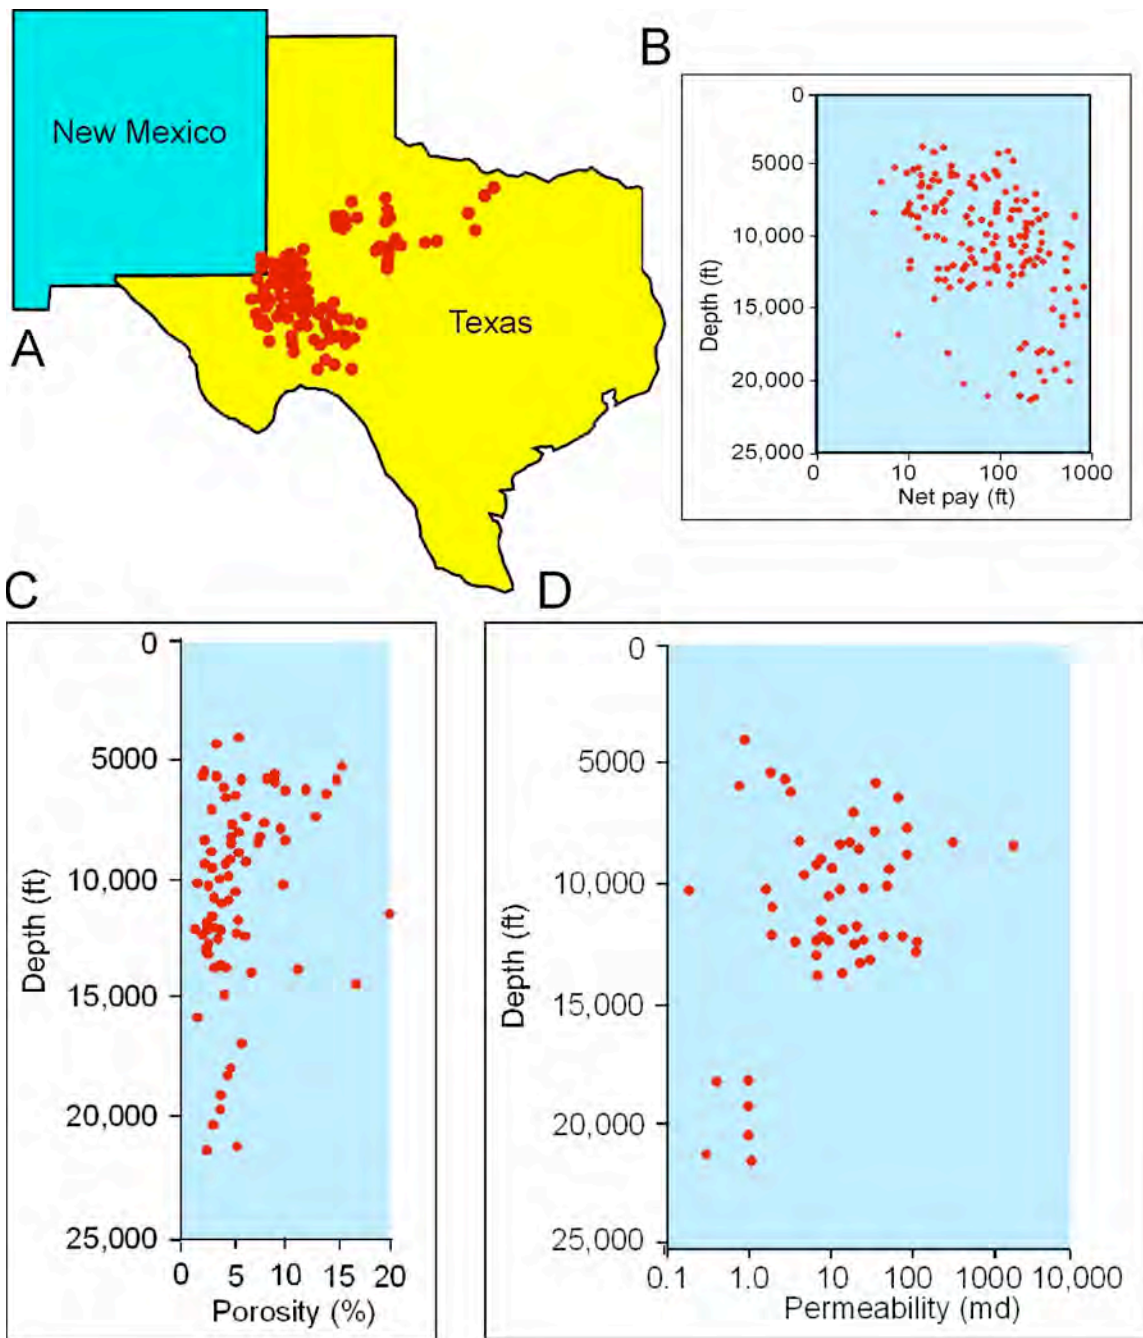 A
New Mexico
Texas
B
0
5000
10,000
15,000
20,000
25,000
Depth (ft)
0 10 100 1000
Net pay (ft)
C
0
5000
10,000
15,000
20,000
25,000
Depth (ft)
0 5 10 15 20
Porosity (%)
D
0
5000
10,000
15,000
20,000
25,000
Depth (ft)
0.1 1.0 10 100 1000 10,000
Permeability (md)